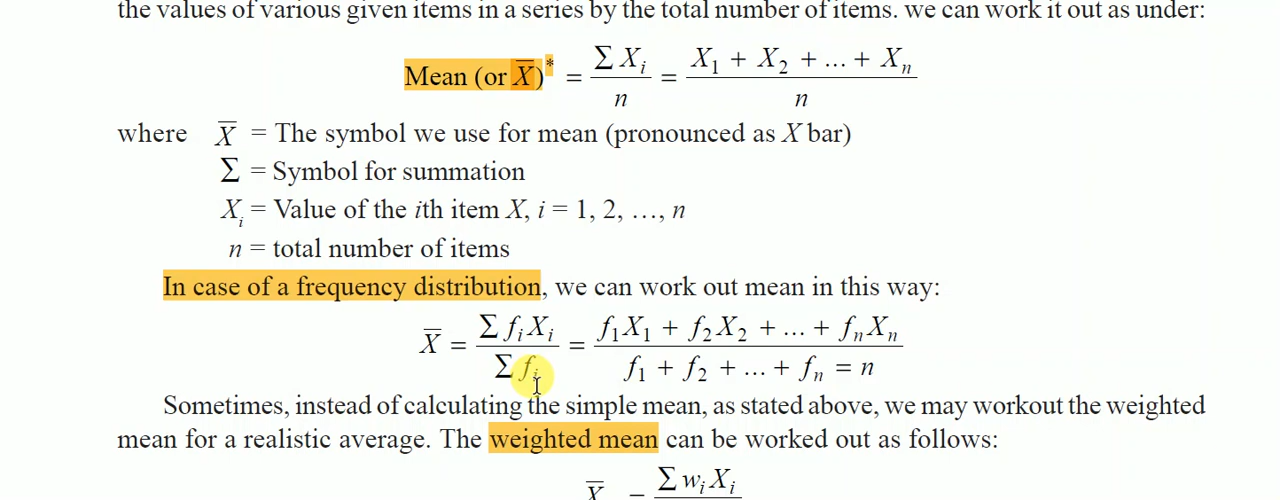 the values of various given items in a series by the total number of items. we can work it out as under:
Mean (or X̅)* = ∑ Xᵢ / n = X₁ + X₂ + ... + Xₙ / n
where X̅ = The symbol we use for mean (pronounced as X bar)
∑ = Symbol for summation
Xᵢ = Value of the ith item X, i = 1, 2, ..., n
n = total number of items
In case of a frequency distribution, we can work out mean in this way:
X̅ = ∑ fᵢXᵢ / ∑ fᵢ = f₁X₁ + f₂X₂ + ... + fₙXₙ / f₁ + f₂ + ... + fₙ = n
Sometimes, instead of calculating the simple mean, as stated above, we may workout the weighted
mean for a realistic average. The weighted mean can be worked out as follows:
X̅ = ∑ wᵢXᵢ